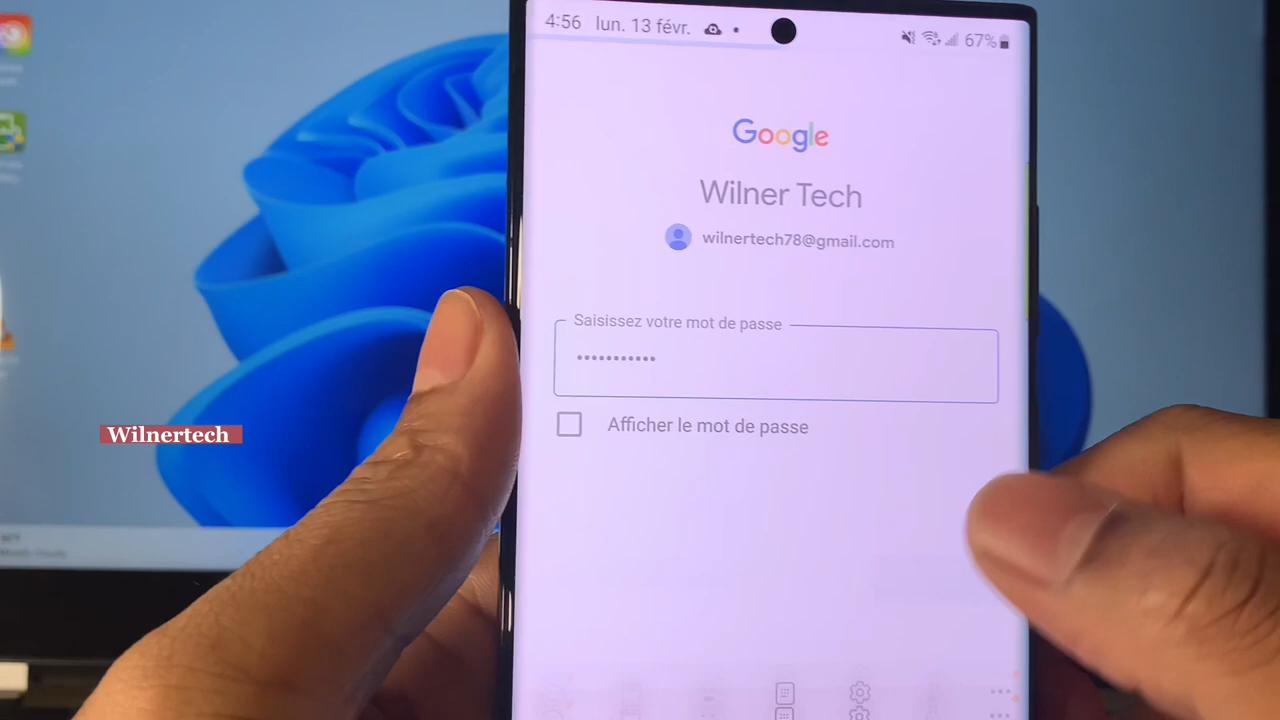 4:56 lun. 13 févr. 67%
Google
Wilner Tech
wilnertech78@gmail.com
Saisissez votre mot de passe
•••••••••••
Afficher le mot de passe
Wilnertech